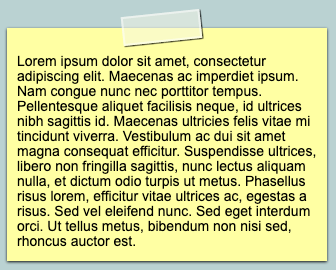 Lorem ipsum dolor sit amet, consectetur
adipiscing elit. Maecenas ac imperdiet ipsum.
Nam congue nunc nec porttitor tempus.
Pellentesque aliquet facilisis neque, id ultrices
nibh sagittis id. Maecenas ultricies felis vitae mi
tincidunt viverra. Vestibulum ac dui sit amet
magna consequat efficitur. Suspendisse ultrices,
libero non fringilla sagittis, nunc lectus aliquam
nulla, et dictum odio turpis ut metus. Phasellus
risus lorem, efficitur vitae ultrices ac, egestas a
risus. Sed vel eleifend nunc. Sed eget interdum
orci. Ut tellus metus, bibendum non nisi sed,
rhoncus auctor est.